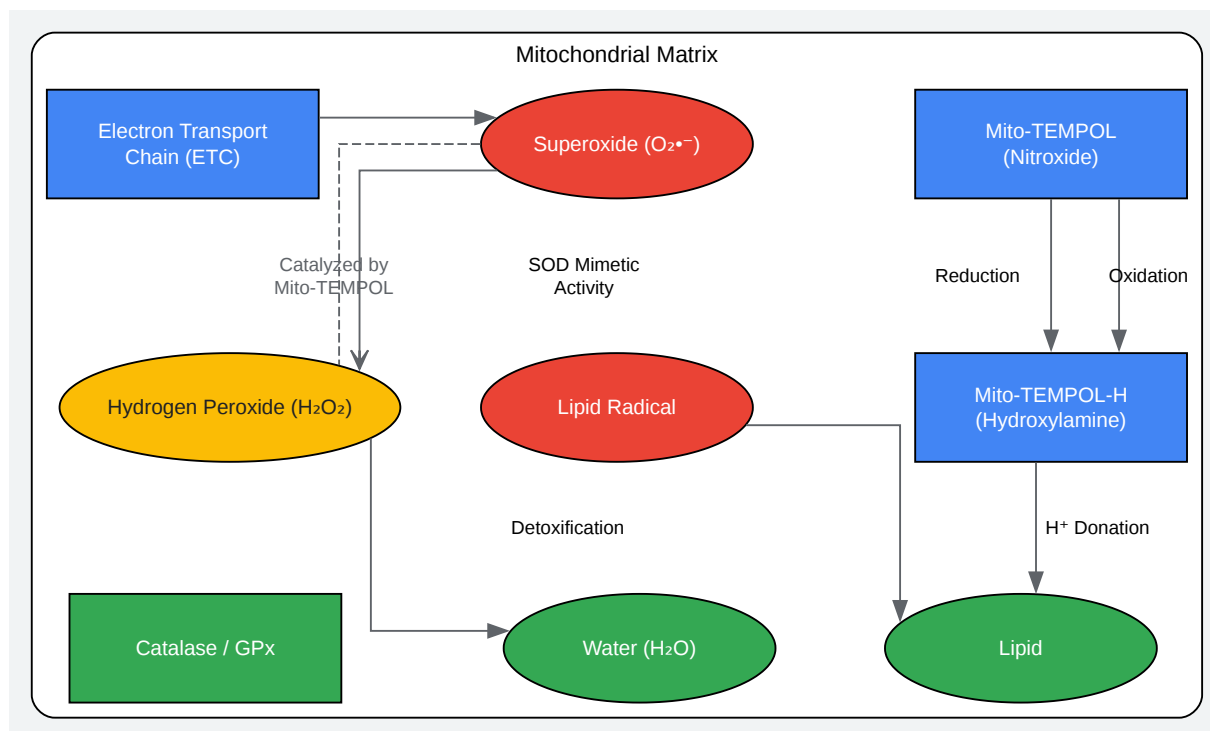 Mitochondrial Matrix
Electron Transport
Chain (ETC)
Superoxide (O₂•⁻)
Mito-TEMPOL
(Nitroxide)
Catalyzed by
Mito-TEMPOL
SOD Mimetic
Activity
Reduction
Oxidation
Hydrogen Peroxide (H₂O₂)
Lipid Radical
Mito-TEMPOL-H
(Hydroxylamine)
Detoxification
H⁺ Donation
Catalase / GPx
Water (H₂O)
Lipid